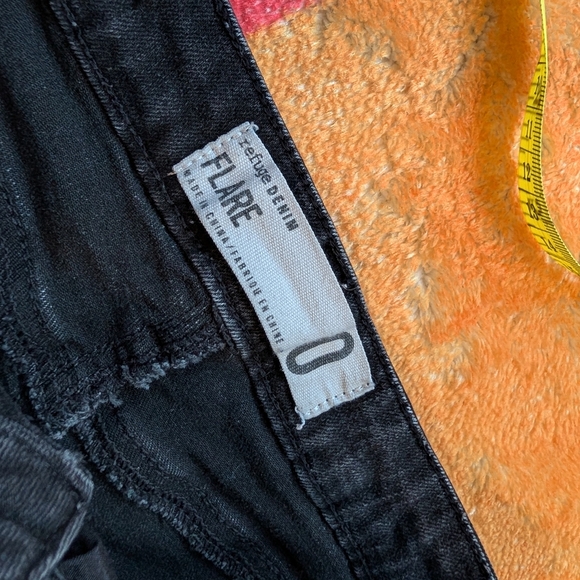 refuge DENIM
FLARE
MADE IN CHINA/FABRIQUÉ EN CHINE
0